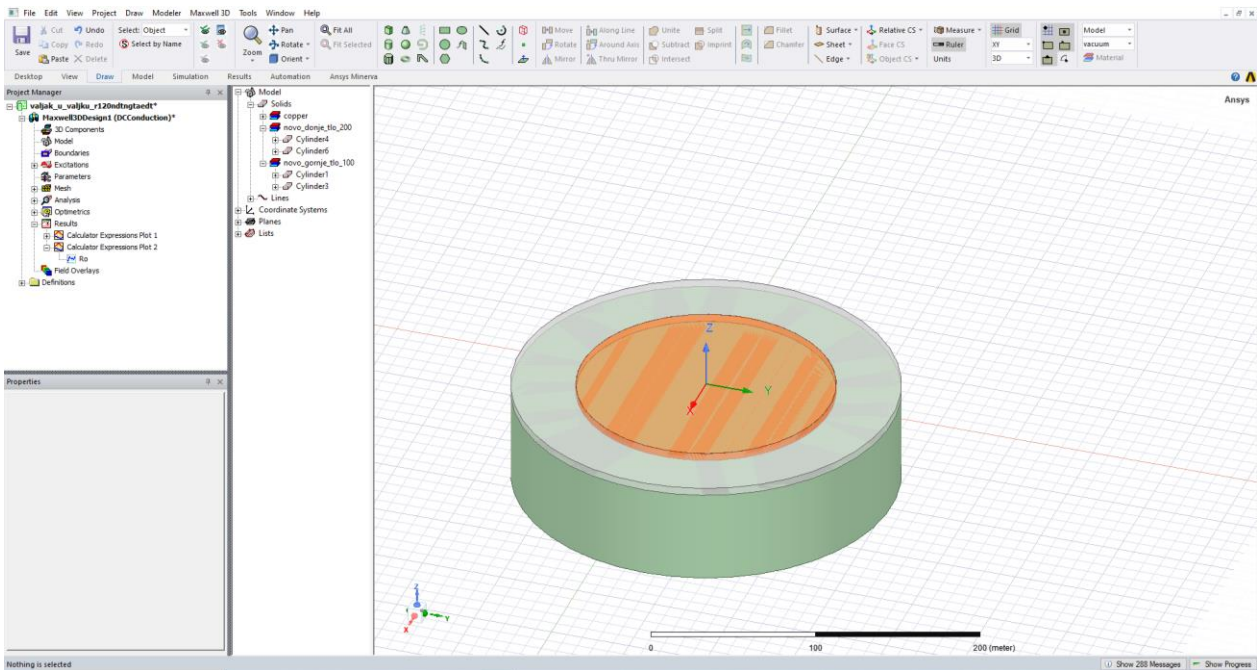 File Edit View Project Draw Modeler Maxwell 3D Tools Window Help
Save
Cut Undo
Copy Redo
Paste Delete
Select: Object
Select by Name
Zoom
Pan
Rotate
Orient
Fit All
Fit Selected
Move Along Line Unite Split Fillet
Rotate Around Axis Subtract Imprint Chamfer
Mirror Thru Mirror Intersect
Surface Relative CS
Sheet Face CS
Edge Object CS
Measure
Ruler
Units
Grid
XY
3D
Model
vacuum
Material
Desktop View Draw Model Simulation Results Automation Ansys Minerva
Project Manager
valjak_u_valjku_r120ndtngtaedt*
Maxwell3DDesign1 (DCConduction)*
3D Components
Model
Boundaries
Excitations
Parameters
Mesh
Analysis
Optimetrics
Results
Calculator Expressions Plot 1
Calculator Expressions Plot 2
Ro
Field Overlays
Definitions
Properties
Model
Solids
copper
novo_donje_tlo_200
Cylinder4
Cylinder6
novo_gornje_tlo_100
Cylinder1
Cylinder3
Lines
Coordinate Systems
Planes
Lists
Ansys
Z
Y
X
Z
Y
X
0 100 200 (meter)
Nothing is selected
Show 288 Messages Show Progress